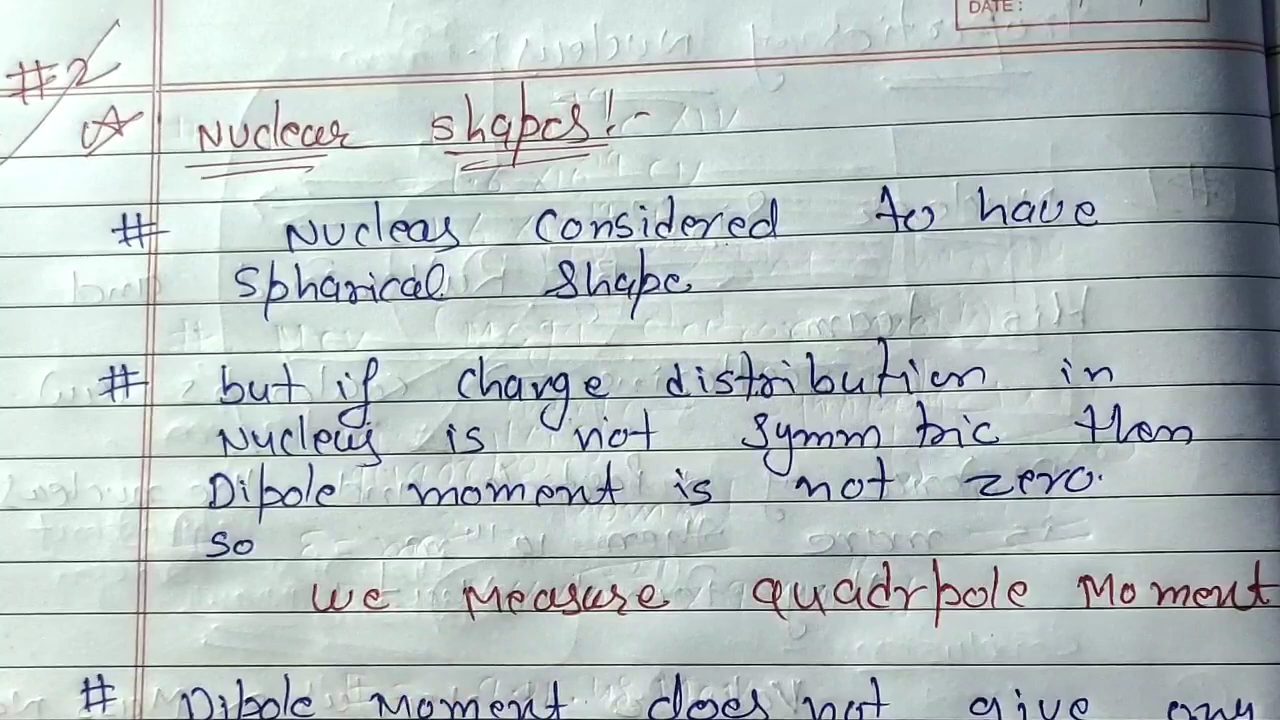 DATE:
#2
☆ Nuclear shapes:-
# Nucleas considered to have
Spharical Shape
# but if charge distribution in
Nucleus is not Symmtric then
Dipole moment is not zero.
so
we Measure quadrpole Moment
# Dipole Moment does not give any